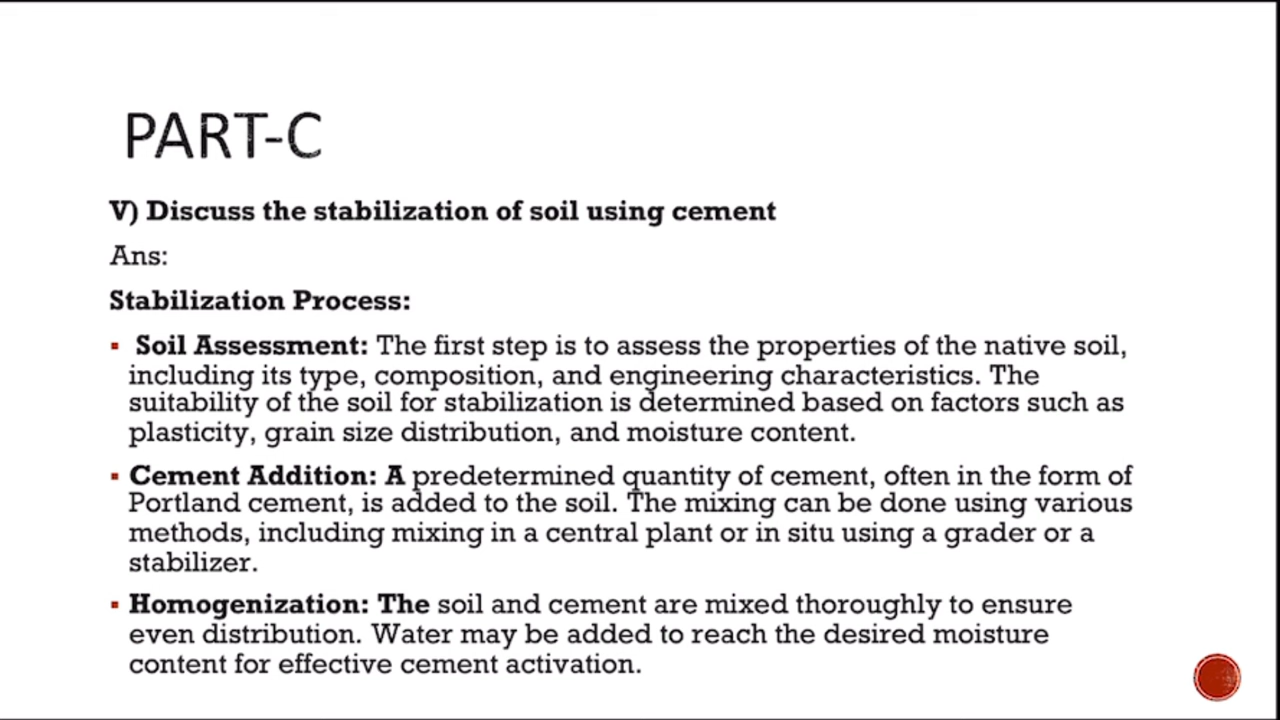 PART-C
V) Discuss the stabilization of soil using cement
Ans:
Stabilization Process:
▪ Soil Assessment: The first step is to assess the properties of the native soil,
including its type, composition, and engineering characteristics. The
suitability of the soil for stabilization is determined based on factors such as
plasticity, grain size distribution, and moisture content.
▪ Cement Addition: A predetermined quantity of cement, often in the form of
Portland cement, is added to the soil. The mixing can be done using various
methods, including mixing in a central plant or in situ using a grader or a
stabilizer.
▪ Homogenization: The soil and cement are mixed thoroughly to ensure
even distribution. Water may be added to reach the desired moisture
content for effective cement activation.